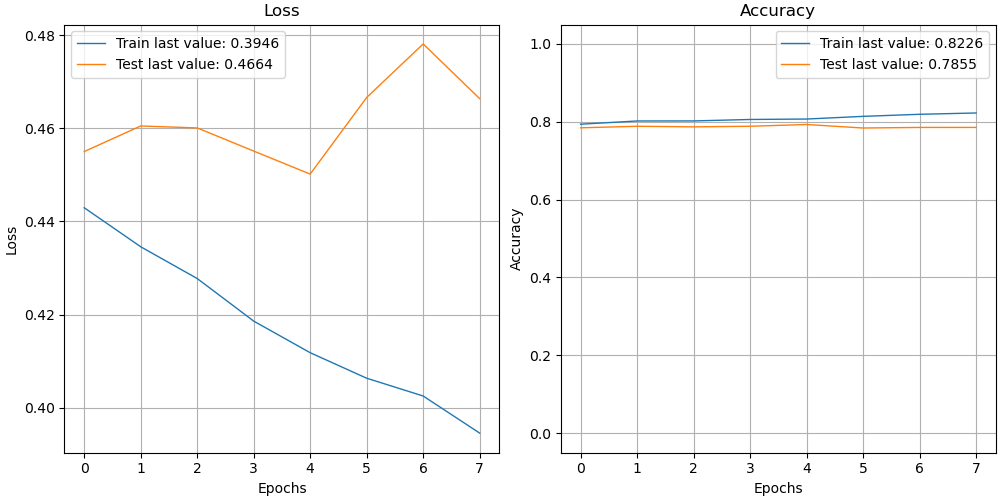 Loss
Train last value: 0.3946
Test last value: 0.4664
0.48
0.46
0.44
0.42
0.40
Loss
0 1 2 3 4 5 6 7
Epochs
Accuracy
Train last value: 0.8226
Test last value: 0.7855
1.0
0.8
0.6
0.4
0.2
0.0
Accuracy
0 1 2 3 4 5 6 7
Epochs